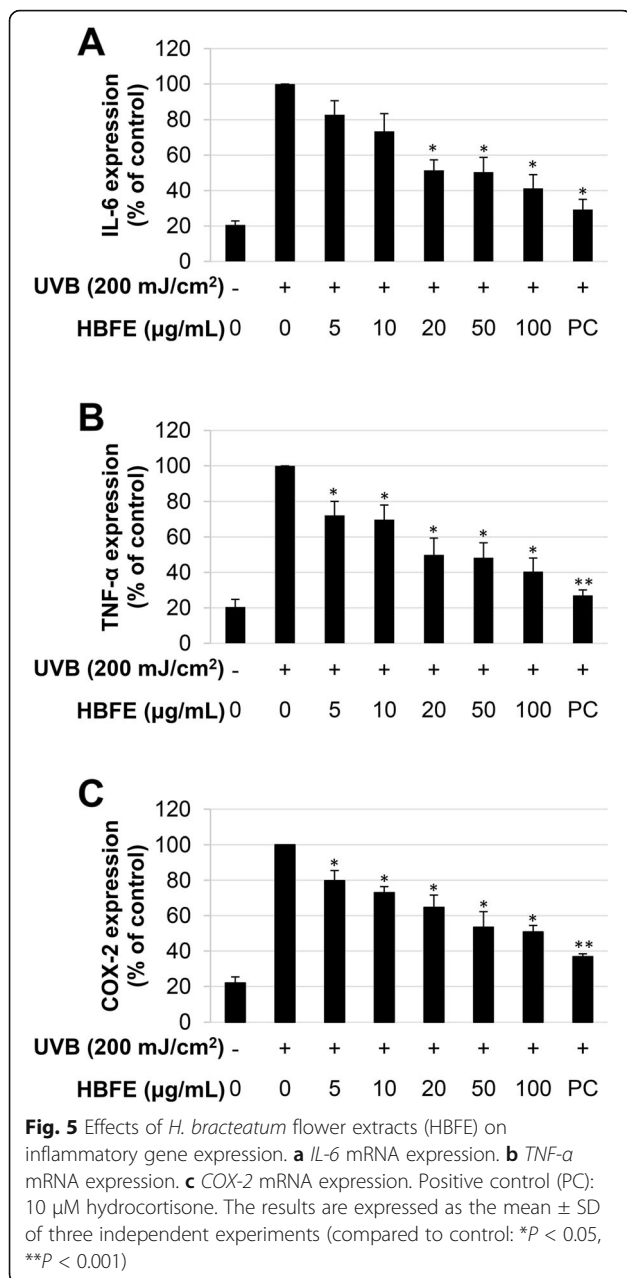 A
IL-6 expression
(% of control)
120
100
80
60
40
20
0
* * * *
UVB (200 mJ/cm²) - + + + + + + +
HBFE (µg/mL) 0 0 5 10 20 50 100 PC
B
TNF-α expression
(% of control)
120
100
80
60
40
20
0
* * * * * **
UVB (200 mJ/cm²) - + + + + + + +
HBFE (µg/mL) 0 0 5 10 20 50 100 PC
C
COX-2 expression
(% of control)
120
100
80
60
40
20
0
* * * * * **
UVB (200 mJ/cm²) - + + + + + + +
HBFE (µg/mL) 0 0 5 10 20 50 100 PC
Fig. 5 Effects of H. bracteatum flower extracts (HBFE) on
inflammatory gene expression. a IL-6 mRNA expression. b TNF-α
mRNA expression. c COX-2 mRNA expression. Positive control (PC):
10 µM hydrocortisone. The results are expressed as the mean ± SD
of three independent experiments (compared to control: *P < 0.05,
**P < 0.001)